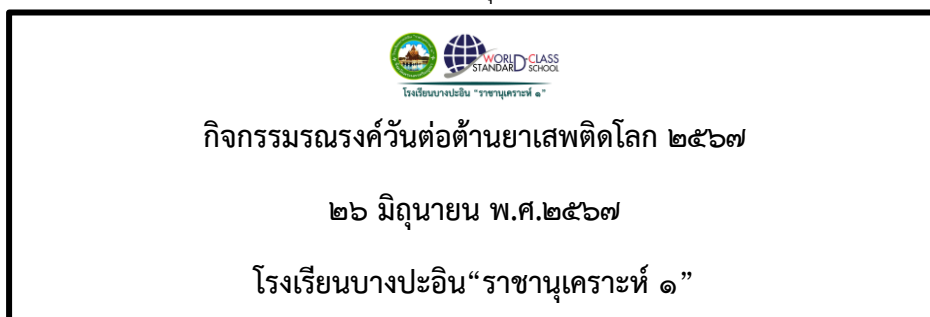 WORLD-CLASS
STANDARD SCHOOL
โรงเรียนบางปะอิน "ราชานุเคราะห์ ๑"
กิจกรรมรณรงค์วันต่อต้านยาเสพติดโลก ๒๕๖๗
๒๖ มิถุนายน พ.ศ.๒๕๖๗
โรงเรียนบางปะอิน“ราชานุเคราะห์ ๑”